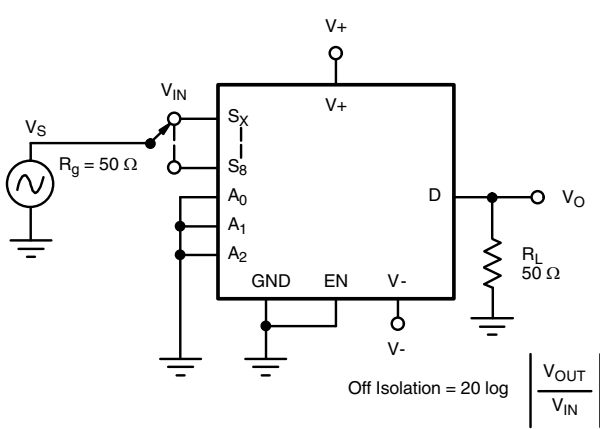 V+
V+
VIN
VS
Rg = 50 Ω
SX
S8
A0
A1
A2
D
VO
RL
50 Ω
GND EN V-
V-
Off Isolation = 20 log |VOUT / VIN|